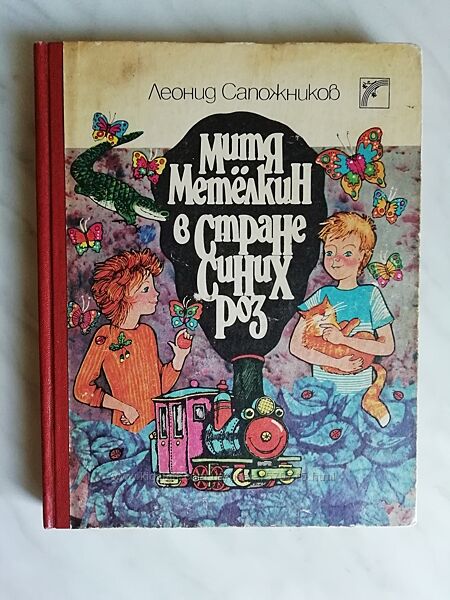 Леонид Сапожников
Митя
Метёлкин
в Стране
Синих
роз